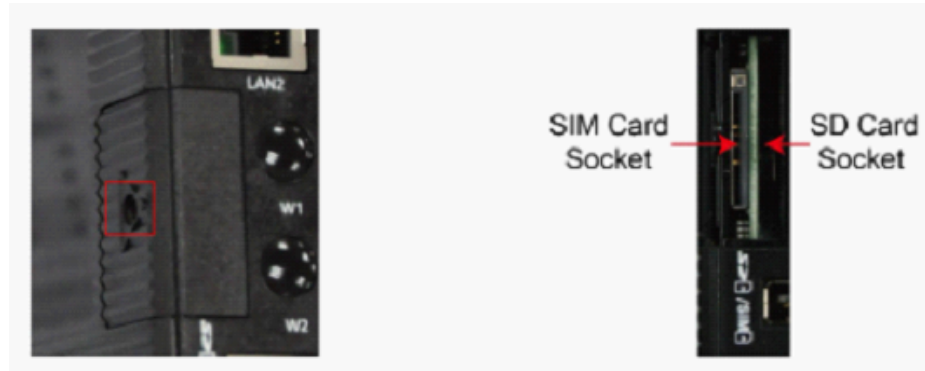 LAN2
W1
W2
SIM Card
Socket
SD Card
Socket